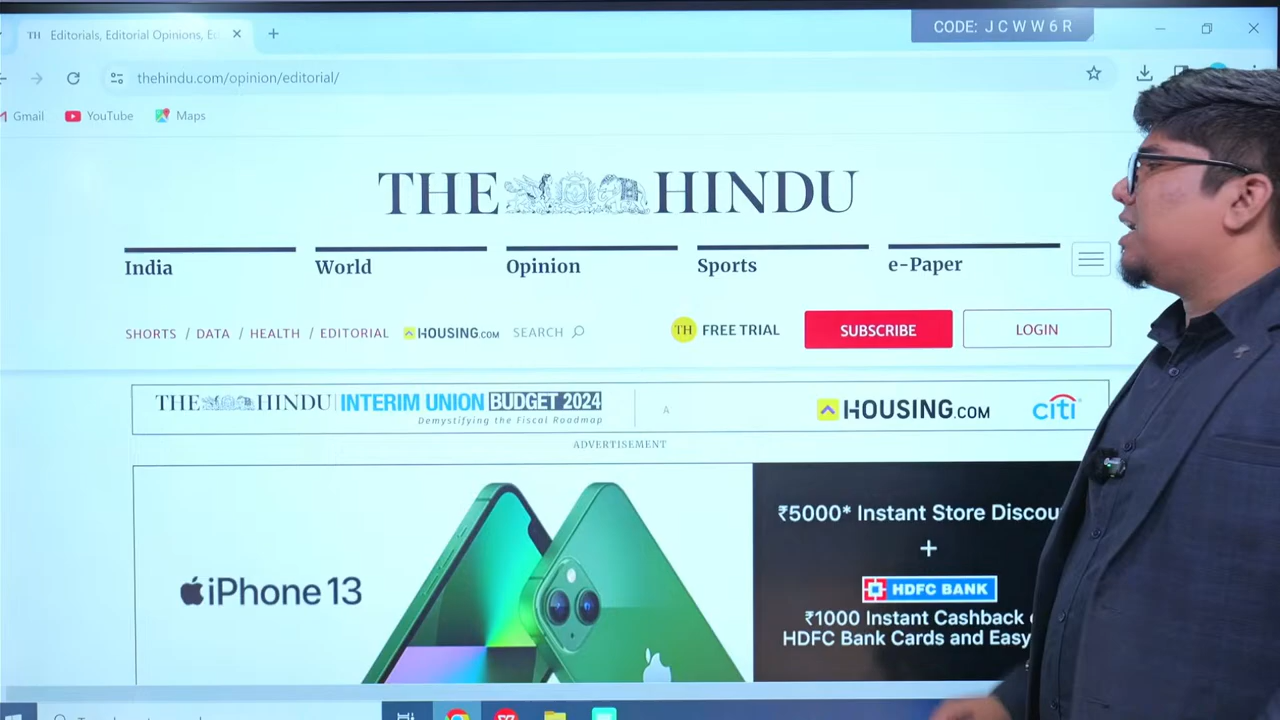 TH Editorials, Editorial Opinions, Ed
CODE: JCWW6R
thehindu.com/opinion/editorial/
Gmail YouTube Maps
THE HINDU
India World Opinion Sports e-Paper
SHORTS / DATA / HEALTH / EDITORIAL HOUSING.COM SEARCH TH FREE TRIAL SUBSCRIBE LOGIN
THE HINDU INTERIM UNION BUDGET 2024 A HOUSING.COM citi
Demystifying the Fiscal Roadmap
ADVERTISEMENT
₹5000* Instant Store Discou
+
iPhone 13
HDFC BANK
₹1000 Instant Cashback
HDFC Bank Cards and Easy